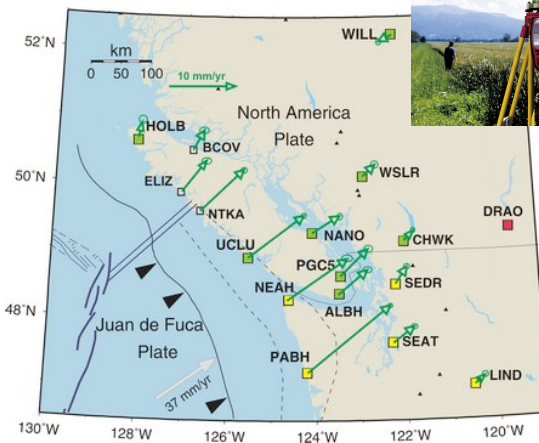 52°N
WILL
km
0 50 100
10 mm/yr
North America
Plate
HOLB
BCOV
50°N
WSLR
ELIZ
NTKA
DRAO
UCLU
NANO
CHWK
PGC5
NEAH
SEDR
ALBH
48°N
Juan de Fuca
Plate
SEAT
PABH
37 mm/yr
LIND
130°W
128°W
126°W
124°W
122°W
120°W